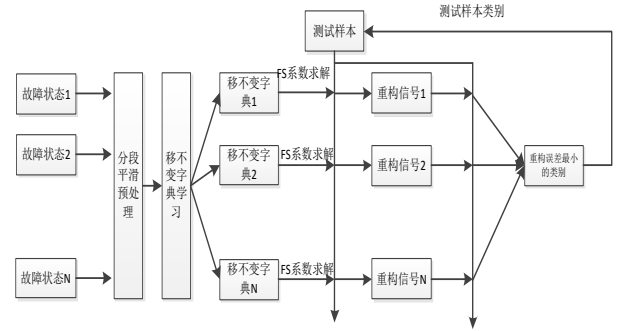 测试样本类别
测试样本
故障状态1
故障状态2
故障状态N
分段
平滑
预处
理
移不
变字
典学
习
移不变字
典1
移不变字
典2
移不变字
典N
FS系数求解
FS系数求解
FS系数求解
重构信号1
重构信号2
重构信号N
重构误差最小
的类别